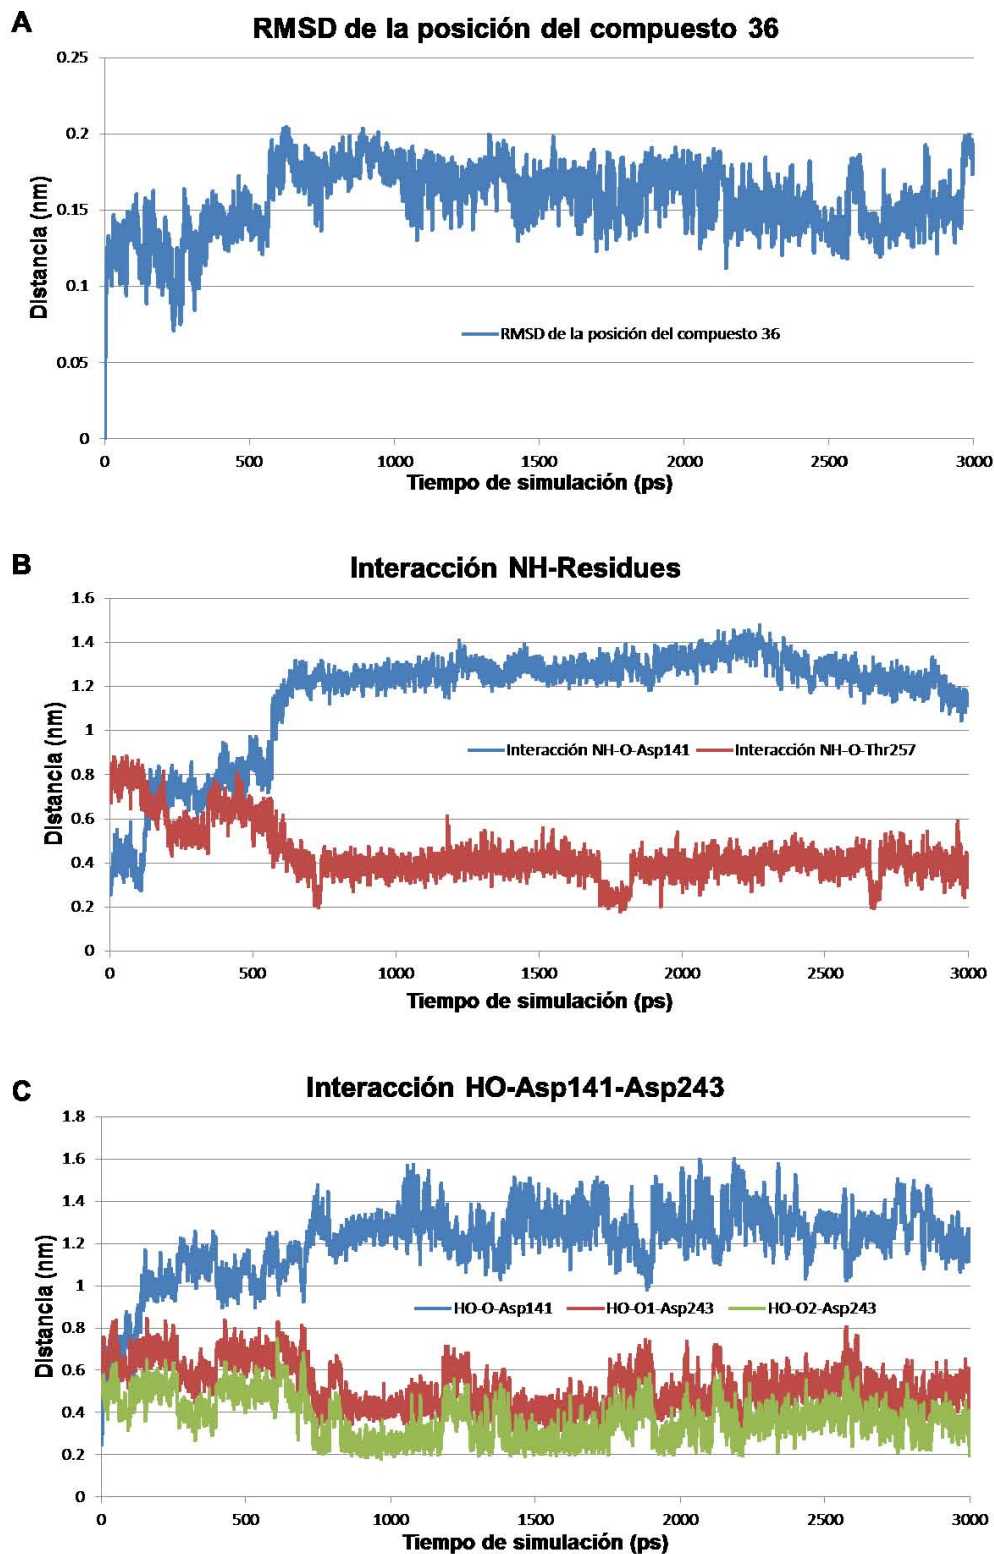 A
RMSD de la posición del compuesto 36
0.25
0.2
0.15
0.1
0.05
0
Distancia (nm)
RMSD de la posición del compuesto 36
0 500 1000 1500 2000 2500 3000
Tiempo de simulación (ps)
B
Interacción NH-Residues
1.6
1.4
1.2
1
0.8
0.6
0.4
0.2
0
Distancia (nm)
Interacción NH-O-Asp141 Interacción NH-O-Thr257
0 500 1000 1500 2000 2500 3000
Tiempo de simulación (ps)
C
Interacción HO-Asp141-Asp243
1.8
1.6
1.4
1.2
1
0.8
0.6
0.4
0.2
0
Distancia (nm)
HO-O-Asp141 HO-O1-Asp243 HO-O2-Asp243
0 500 1000 1500 2000 2500 3000
Tiempo de simulación (ps)